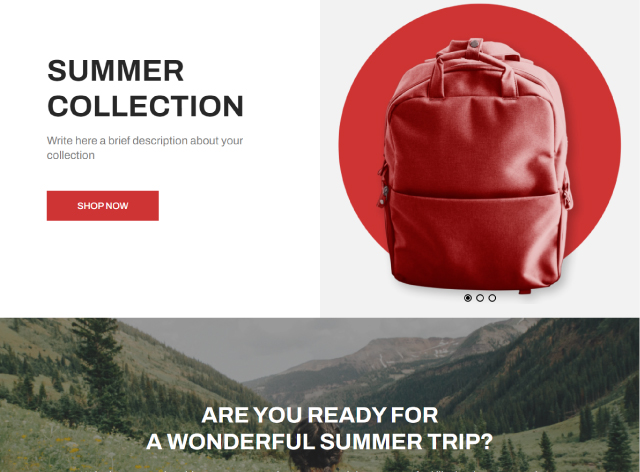 SUMMER
COLLECTION
Write here a brief description about your
collection
SHOP NOW
ARE YOU READY FOR
A WONDERFUL SUMMER TRIP?